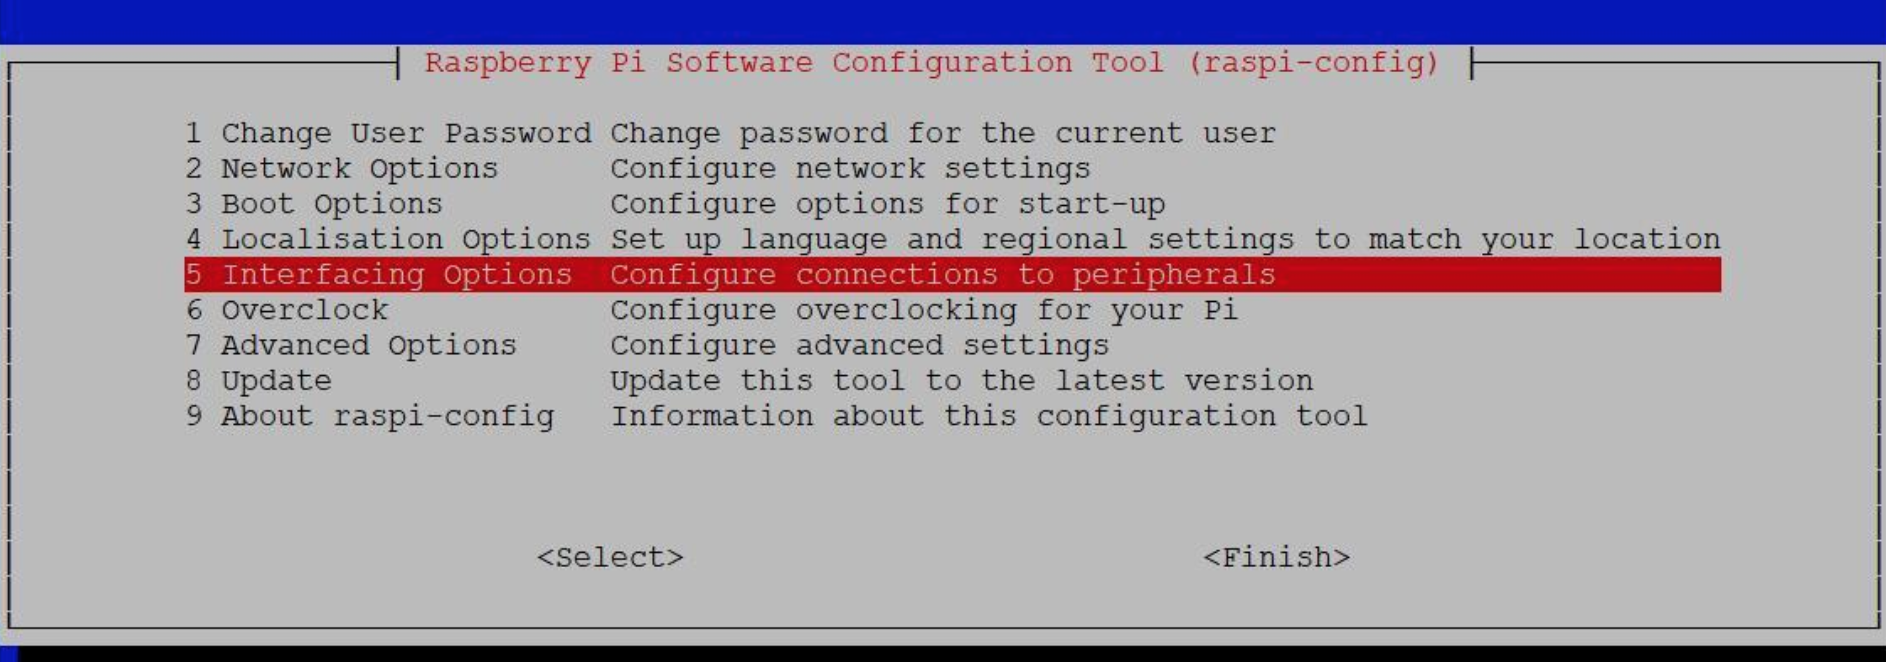 Raspberry Pi Software Configuration Tool (raspi-config)
1 Change User Password Change password for the current user
2 Network Options Configure network settings
3 Boot Options Configure options for start-up
4 Localisation Options Set up language and regional settings to match your location
5 Interfacing Options Configure connections to peripherals
6 Overclock Configure overclocking for your Pi
7 Advanced Options Configure advanced settings
8 Update Update this tool to the latest version
9 About raspi-config Information about this configuration tool
<Select> <Finish>